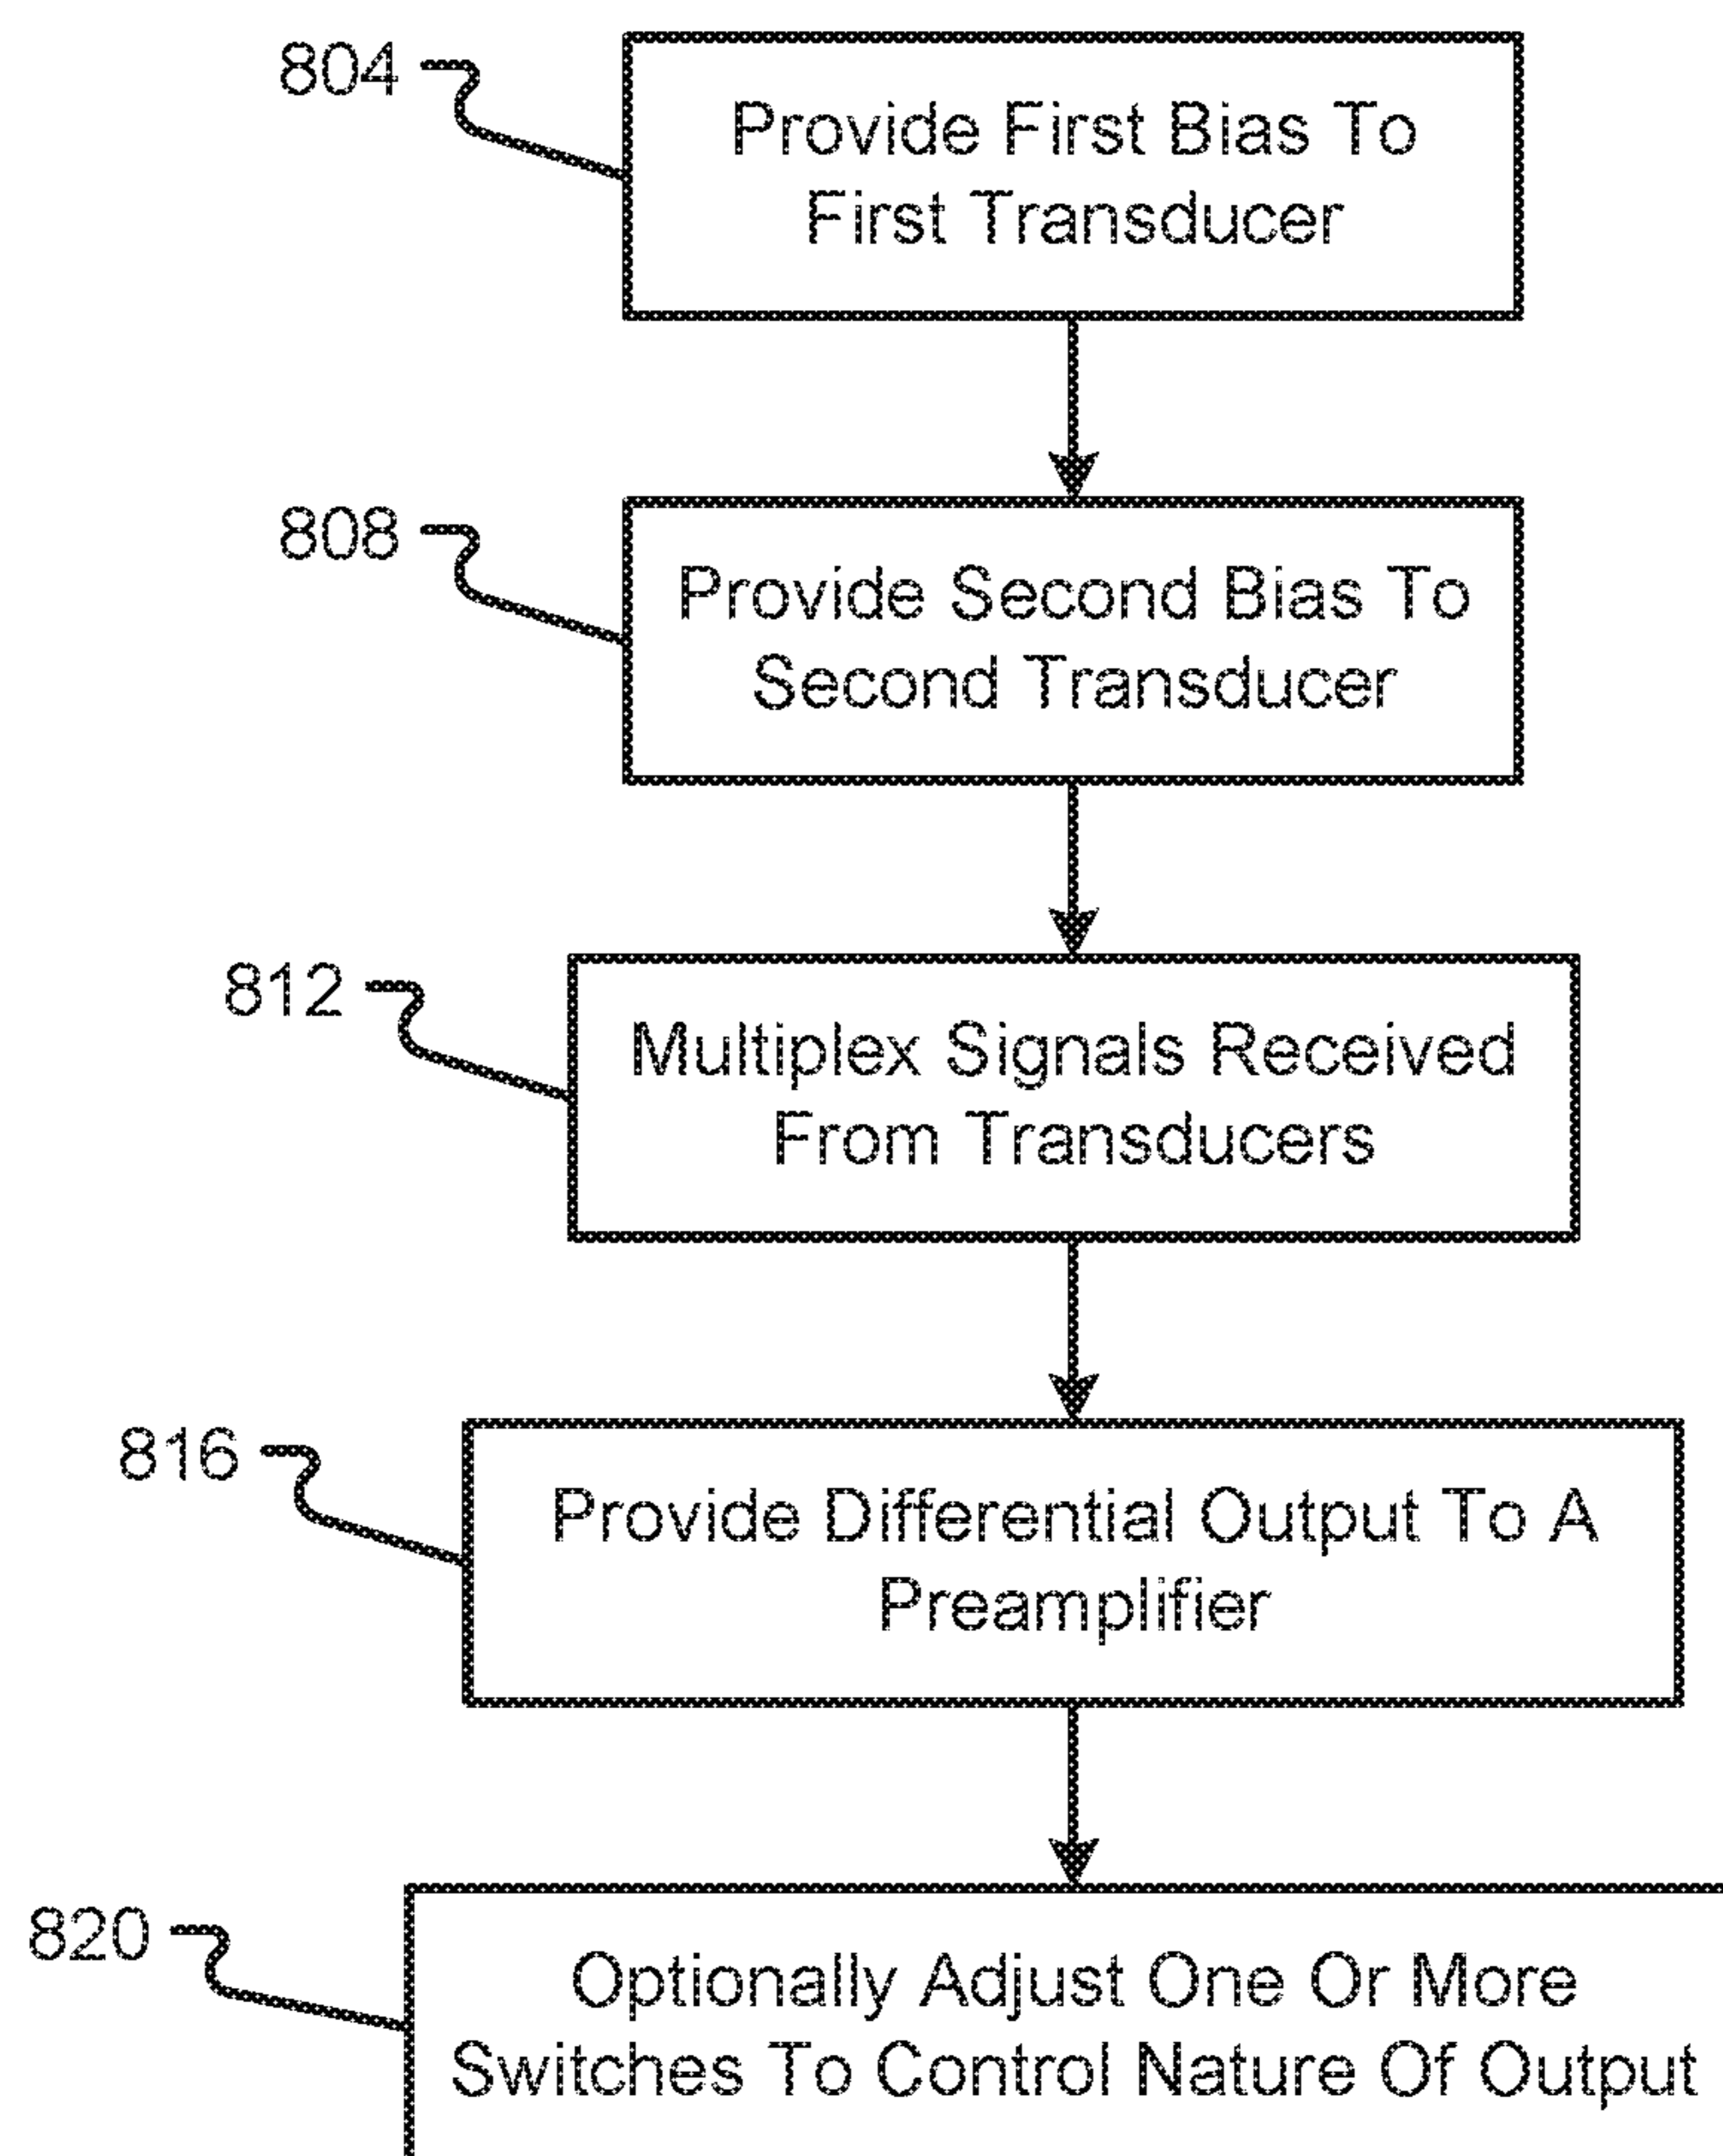 804
Provide First Bias To
First Transducer
808
Provide Second Bias To
Second Transducer
812
Multiplex Signals Received
From Transducers
816
Provide Differential Output To A
Preamplifier
820
Optionally Adjust One Or More
Switches To Control Nature Of Output